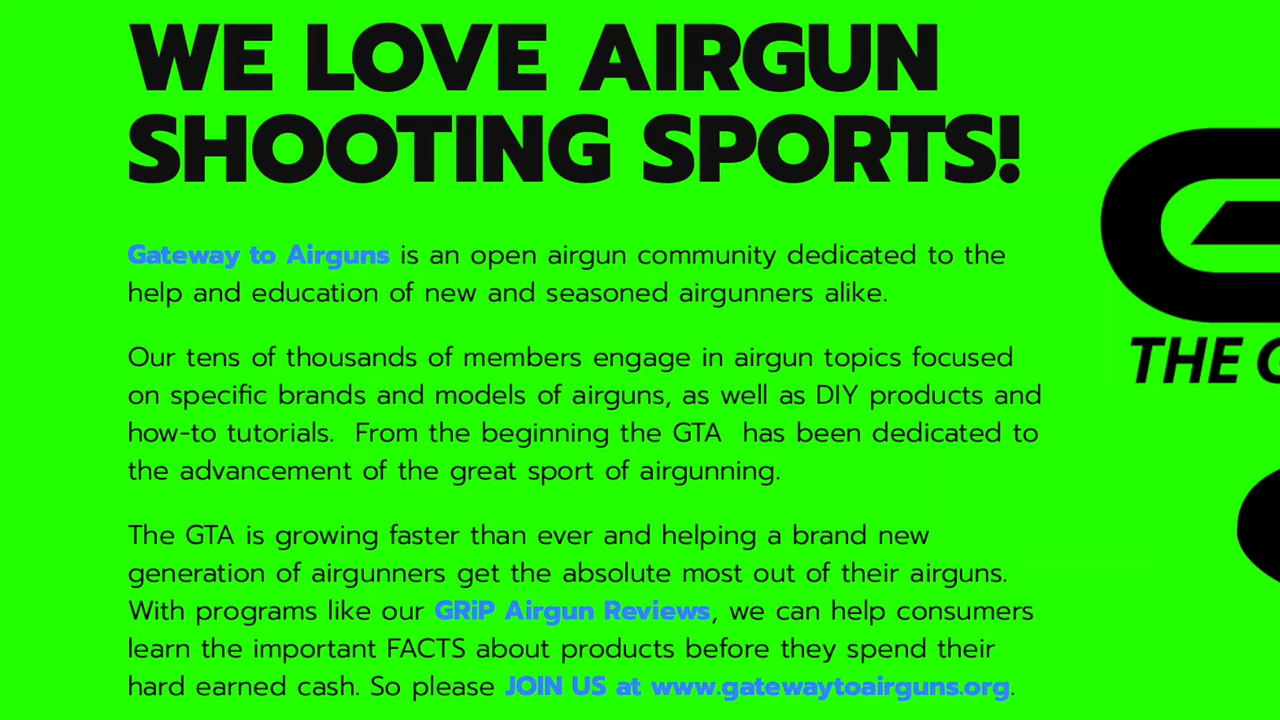 WE LOVE AIRGUN
SHOOTING SPORTS!
Gateway to Airguns is an open airgun community dedicated to the
help and education of new and seasoned airgunners alike.
Our tens of thousands of members engage in airgun topics focused
on specific brands and models of airguns, as well as DIY products and
how-to tutorials.  From the beginning the GTA  has been dedicated to
the advancement of the great sport of airgunning.
The GTA is growing faster than ever and helping a brand new
generation of airgunners get the absolute most out of their airguns.
With programs like our GRiP Airgun Reviews, we can help consumers
learn the important FACTS about products before they spend their
hard earned cash. So please JOIN US at www.gatewaytoairguns.org.
THE